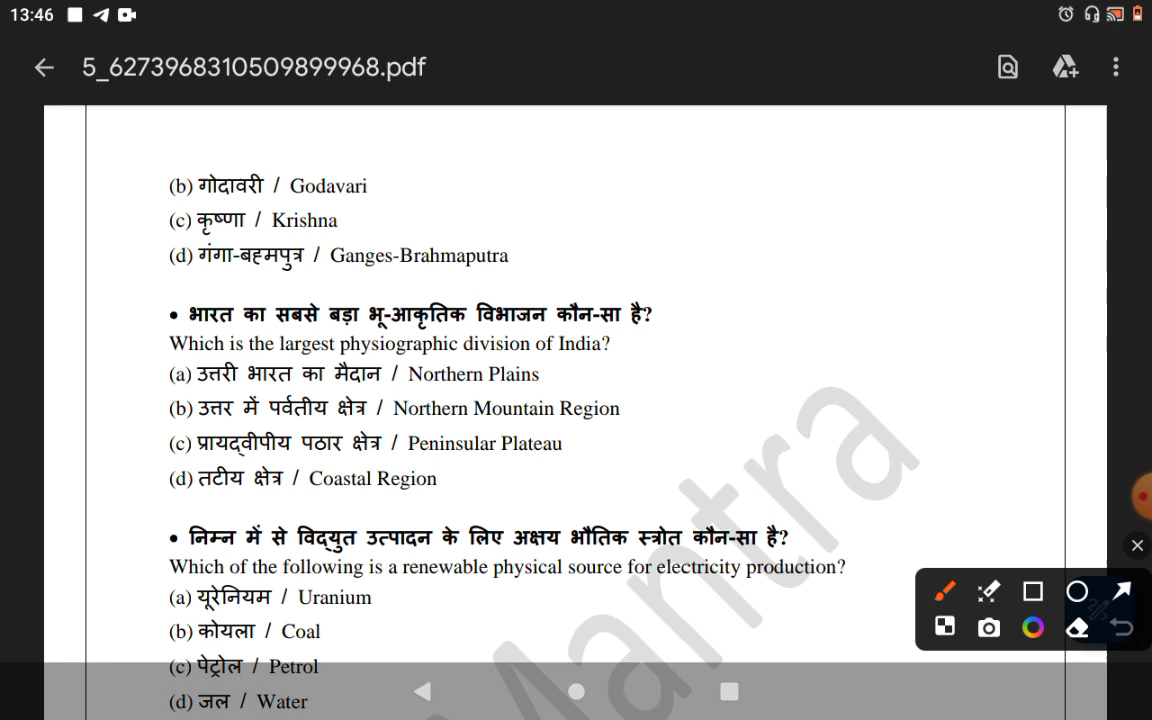 13:46
5_6273968310509899968.pdf
(b) गोदावरी / Godavari
(c) कृष्णा / Krishna
(d) गंगा-बह्मपुत्र / Ganges-Brahmaputra
• भारत का सबसे बड़ा भू-आकृतिक विभाजन कौन-सा है?
Which is the largest physiographic division of India?
(a) उत्तरी भारत का मैदान / Northern Plains
(b) उत्तर में पर्वतीय क्षेत्र / Northern Mountain Region
(c) प्रायद्वीपीय पठार क्षेत्र / Peninsular Plateau
(d) तटीय क्षेत्र / Coastal Region
• निम्न में से विद्युत उत्पादन के लिए अक्षय भौतिक स्त्रोत कौन-सा है?
Which of the following is a renewable physical source for electricity production?
(a) यूरेनियम / Uranium
(b) कोयला / Coal
(c) पेट्रोल / Petrol
(d) जल / Water
Mantra